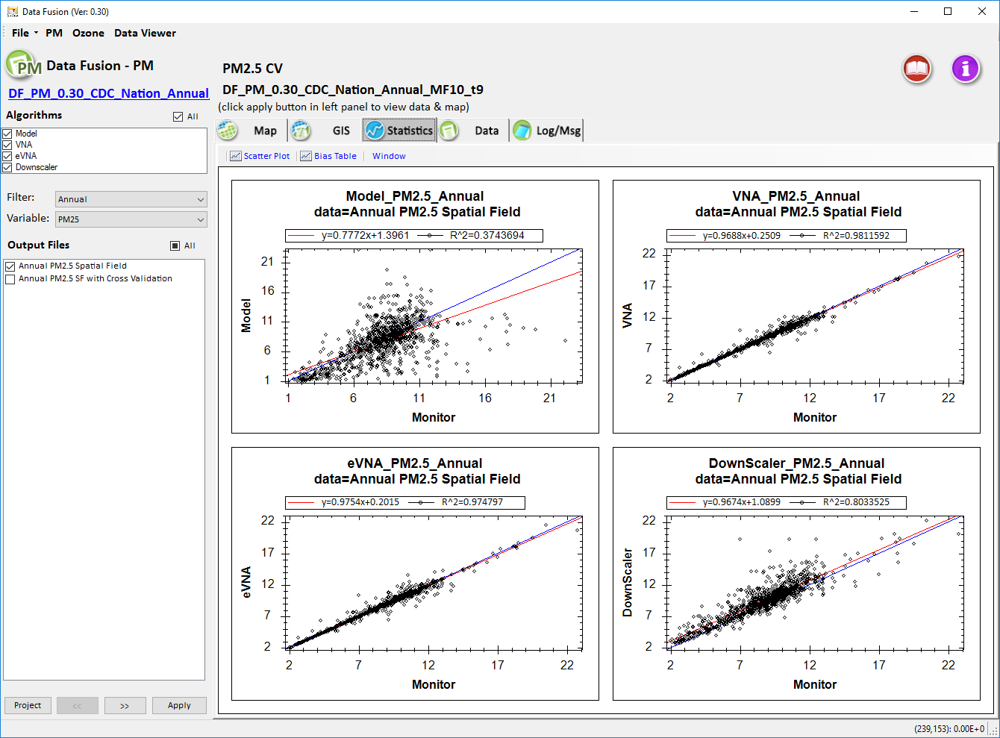 Data Fusion (Ver: 0.30)
File PM Ozone Data Viewer
PM Data Fusion - PM
DF_PM_0.30_CDC_Nation_Annual
Algorithms All
Model
VNA
eVNA
Downscaler
Filter: Annual
Variable: PM25
Output Files All
Annual PM2.5 Spatial Field
Annual PM2.5 SF with Cross Validation
Project << >> Apply
PM2.5 CV
DF_PM_0.30_CDC_Nation_Annual_MF10_t9
(click apply button in left panel to view data & map)
i
Map GIS Statistics Data Log/Msg
Scatter Plot Bias Table Window
Model_PM2.5_Annual
data=Annual PM2.5 Spatial Field
y=0.7772x+1.3961 R^2=0.3743694
21
16
11
6
1
Model
1 6 11 16 21
Monitor
VNA_PM2.5_Annual
data=Annual PM2.5 Spatial Field
y=0.9688x+0.2509 R^2=0.9811592
22
17
12
7
2
VNA
2 7 12 17 22
Monitor
eVNA_PM2.5_Annual
data=Annual PM2.5 Spatial Field
y=0.9754x+0.2015 R^2=0.974797
22
17
12
7
2
eVNA
2 7 12 17 22
Monitor
DownScaler_PM2.5_Annual
data=Annual PM2.5 Spatial Field
y=0.9674x+1.0899 R^2=0.8033525
22
17
12
7
2
DownScaler
2 7 12 17 22
Monitor
(239,153): 0.00E+0